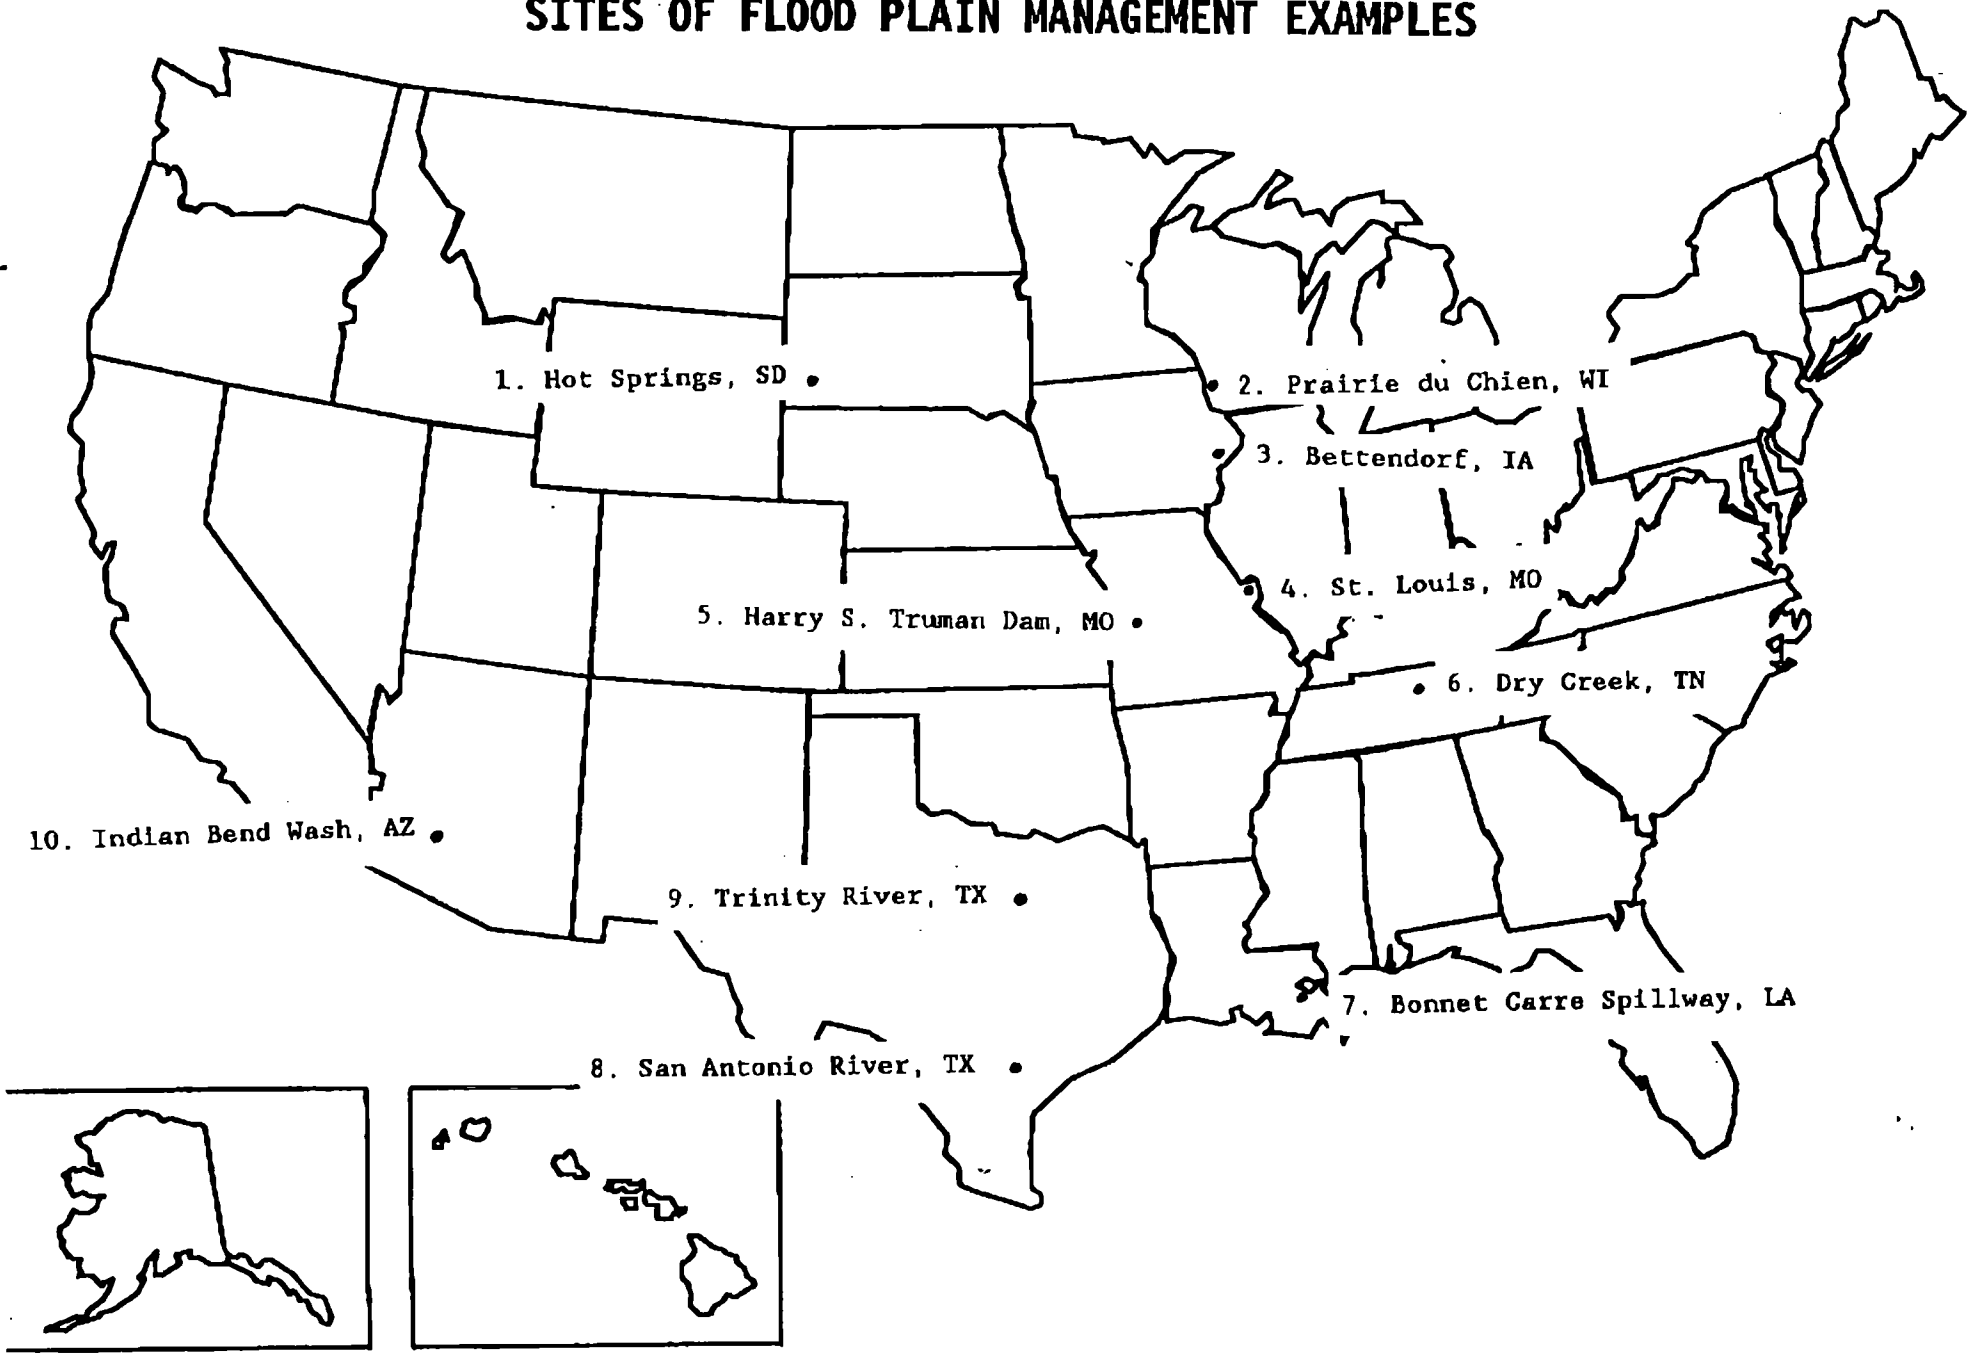 SITES OF FLOOD PLAIN MANAGEMENT EXAMPLES
1. Hot Springs, SD
2. Prairie du Chien, WI
3. Bettendorf, IA
4. St. Louis, MO
5. Harry S. Truman Dam, MO
6. Dry Creek, TN
7. Bonnet Carre Spillway, LA
8. San Antonio River, TX
9. Trinity River, TX
10. Indian Bend Wash, AZ